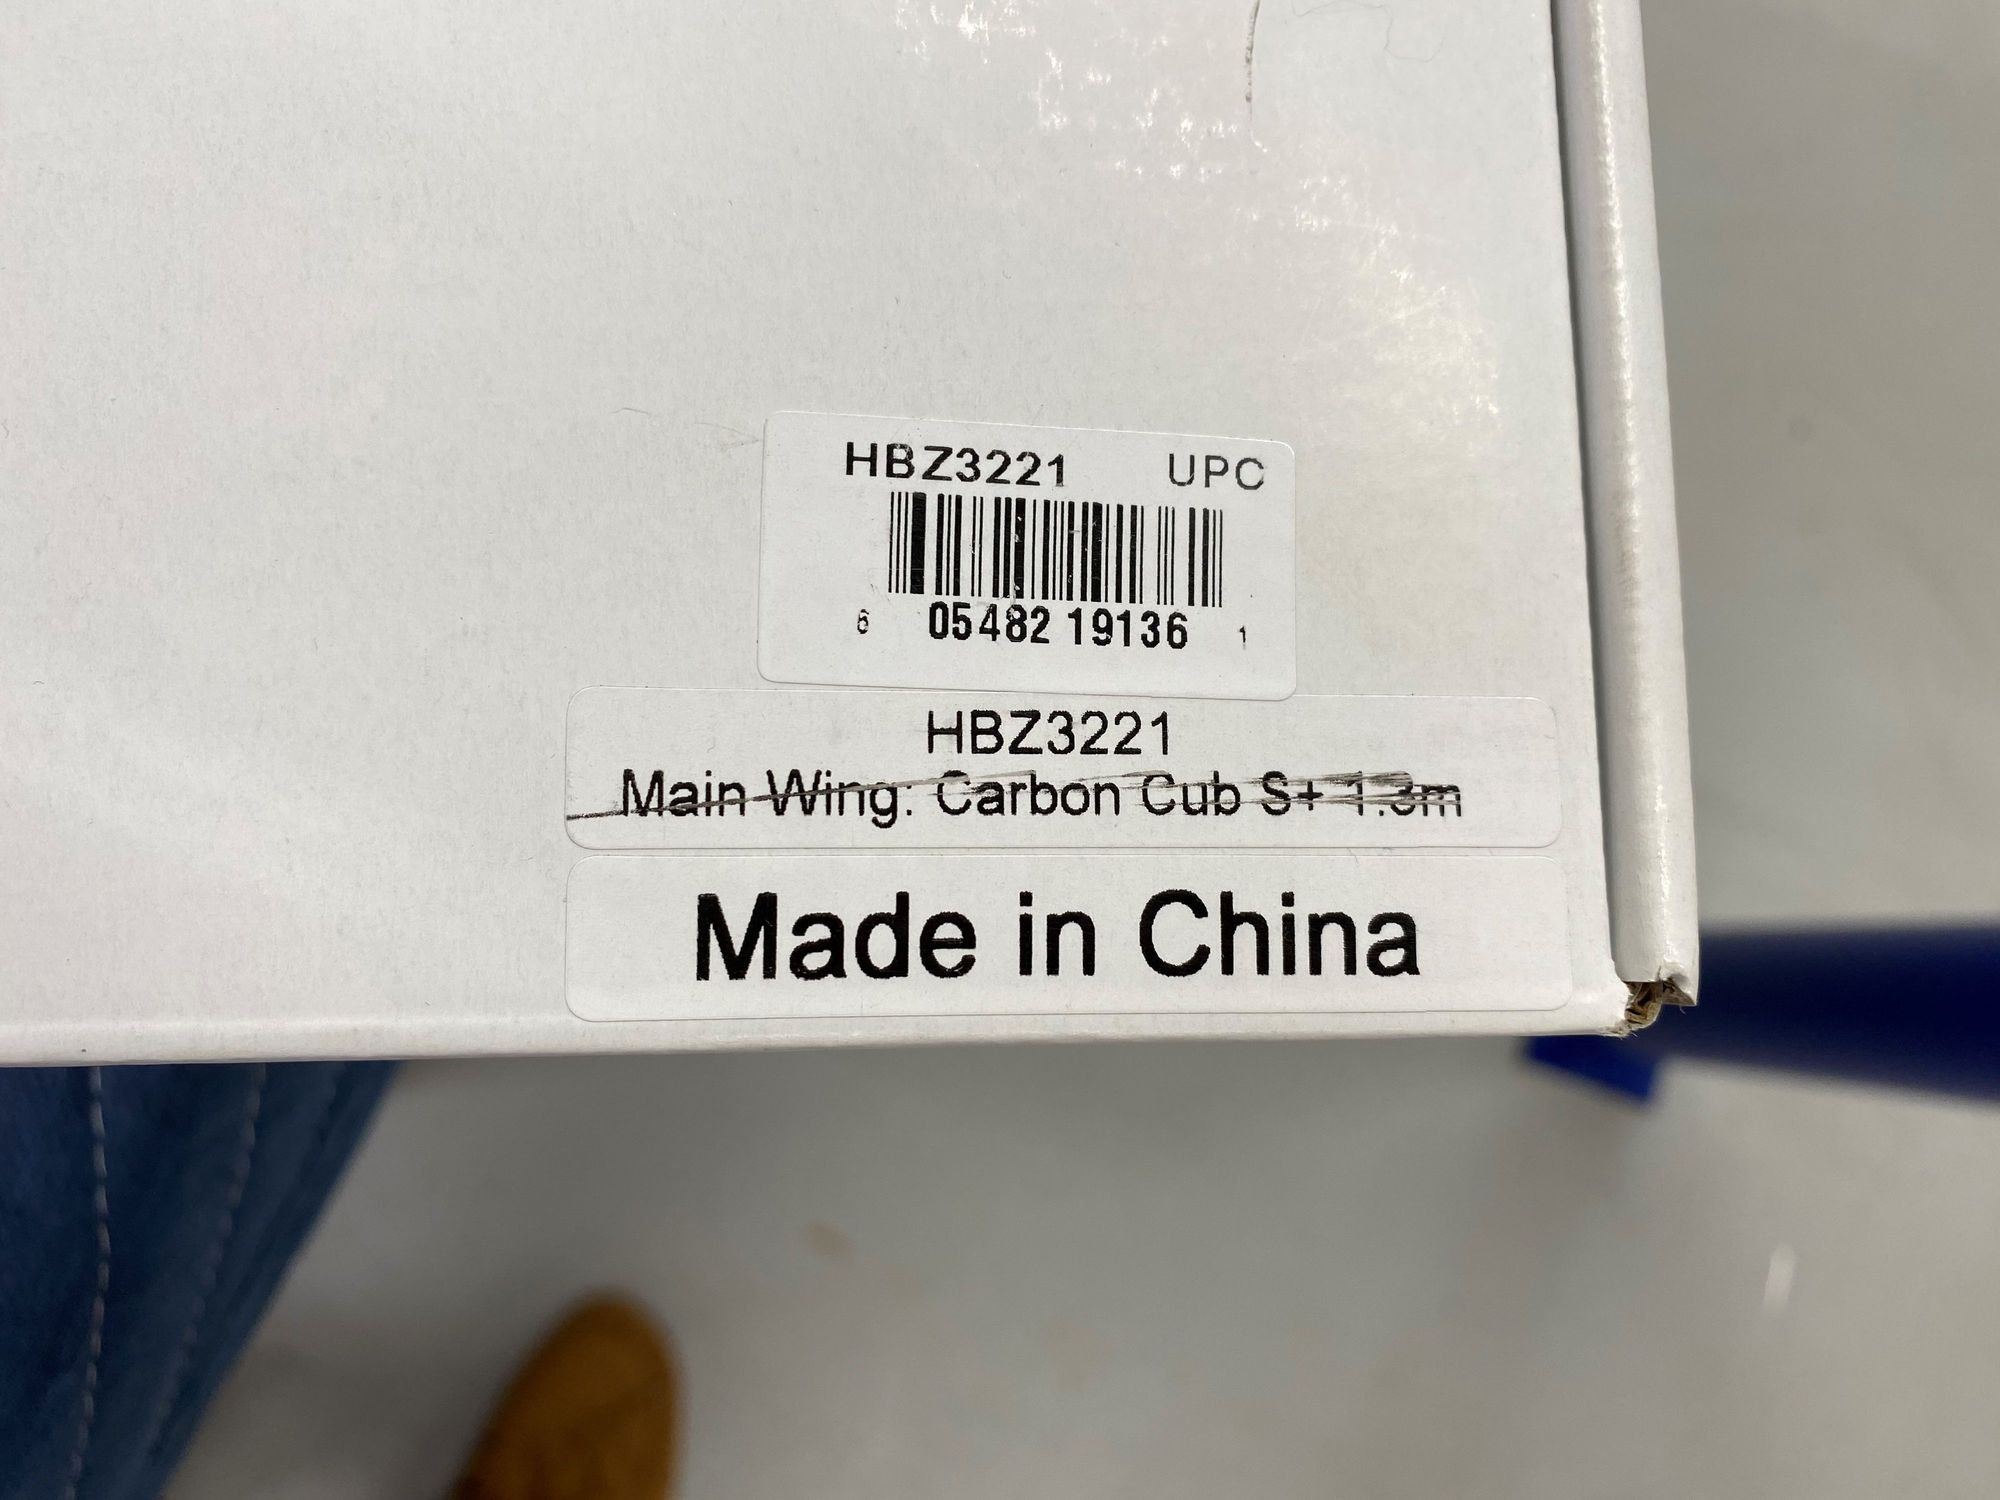 HBZ3221 UPC
6 05482 19136 1
HBZ3221
Main Wing: Carbon Cub S+ 1.3m
Made in China